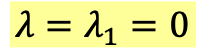 λ = λ₁ = 0